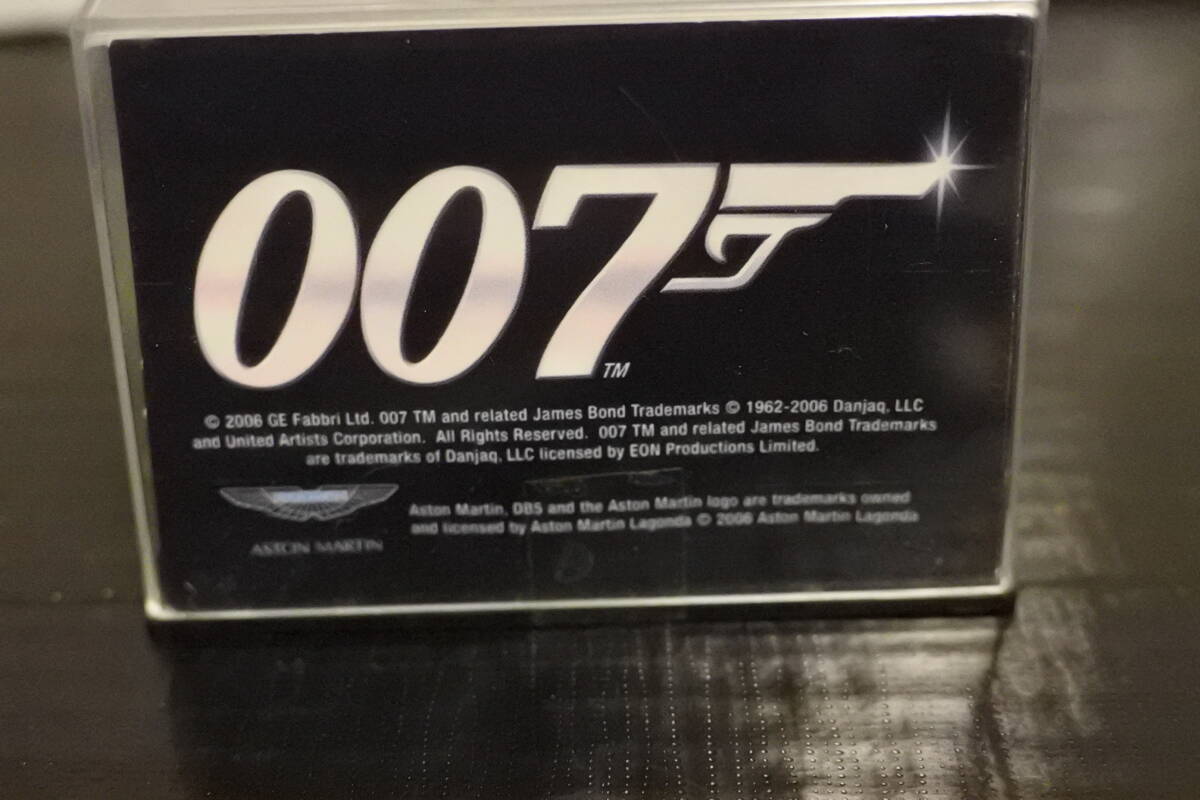 007
TM
© 2006 GE Fabbri Ltd. 007 TM and related James Bond Trademarks © 1962-2006 Danjaq, LLC
and United Artists Corporation. All Rights Reserved. 007 TM and related James Bond Trademarks
are trademarks of Danjaq, LLC licensed by EON Productions Limited.
Aston Martin, DBS and the Aston Martin logo are trademarks owned
and licensed by Aston Martin Lagonda © 2006 Aston Martin Lagonda
ASTON MARTIN